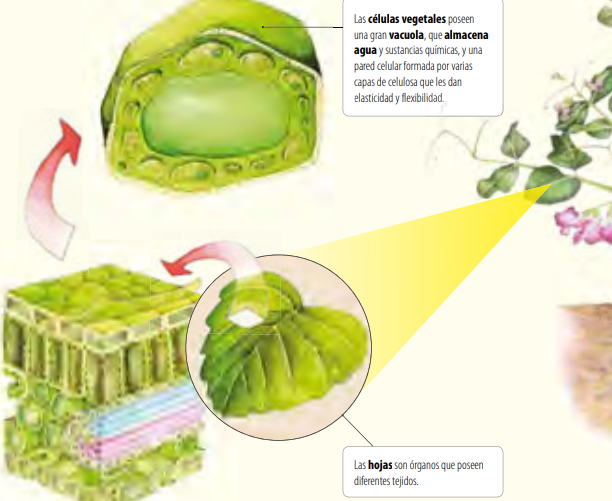 Las células vegetales poseen
una gran vacuola, que almacena
agua y sustancias químicas, y una
pared celular formada por varias
capas de celulosa que les dan
elasticidad y flexibilidad.
Las hojas son órganos que poseen
diferentes tejidos.